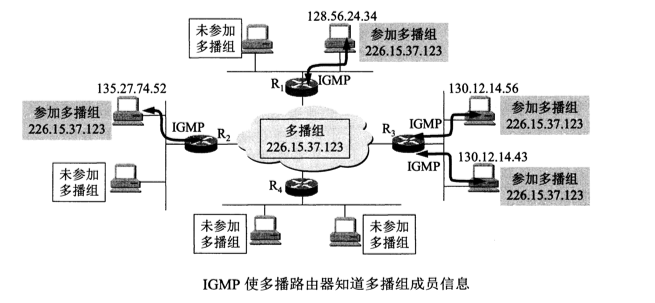 128.56.24.34
未参加
多播组
参加多播组
226.15.37.123
R1
IGMP
135.27.74.52
参加多播组
226.15.37.123
IGMP
R2
多播组
226.15.37.123
R3
IGMP
130.12.14.56
参加多播组
226.15.37.123
IGMP
130.12.14.43
参加多播组
226.15.37.123
未参加
多播组
R4
未参加
多播组
未参加
多播组
IGMP 使多播路由器知道多播组成员信息